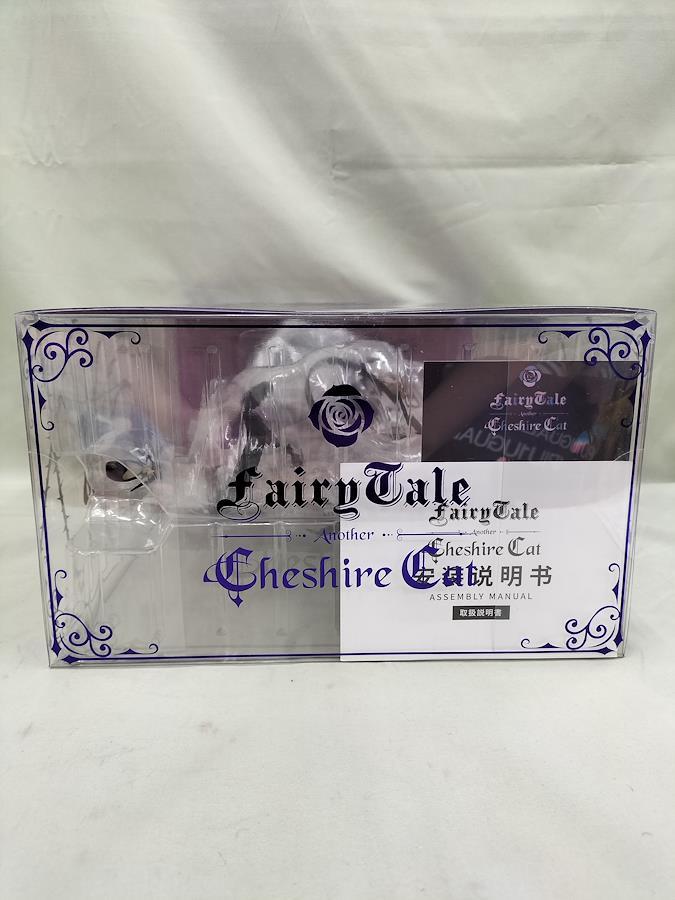 FairyTale
Another
Cheshire Cat
FairyTale
Another
Cheshire Cat
FairyTale
Another
Cheshire Cat
安装说明书
ASSEMBLY MANUAL
取扱説明書